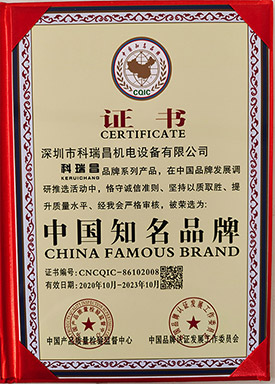 CQIC
证书
CERTIFICATE
深圳市科瑞昌机电设备有限公司
科瑞昌品牌系列产品，在中国品牌发展调
KERUICHANG
研推选活动中，恪守诚信准则、坚持以质取胜、提
升质量水平、经我会严格审核，被荣选为：
中国知名品牌
CHINA FAMOUS BRAND
证书编号：CNCQIC-86102008
有效日期：2020年10月-2023年10月
中国产品质量检验监督中心
中国品牌认证发展工作委员会